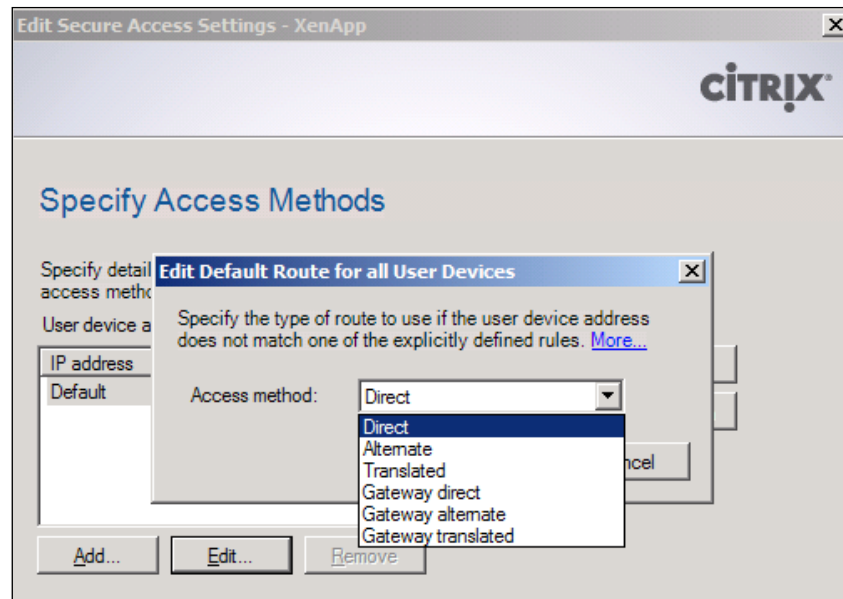 Edit Secure Access Settings - XenApp
CİTRIX®
Specify Access Methods
Specify detail
access metho
User device a
IP address
Default
Edit Default Route for all User Devices
Specify the type of route to use if the user device address
does not match one of the explicitly defined rules. More...
Access method:
Direct
Direct
Alternate
Translated
Gateway direct
Gateway alternate
Gateway translated
ncel
Add...
Edit...
Remove